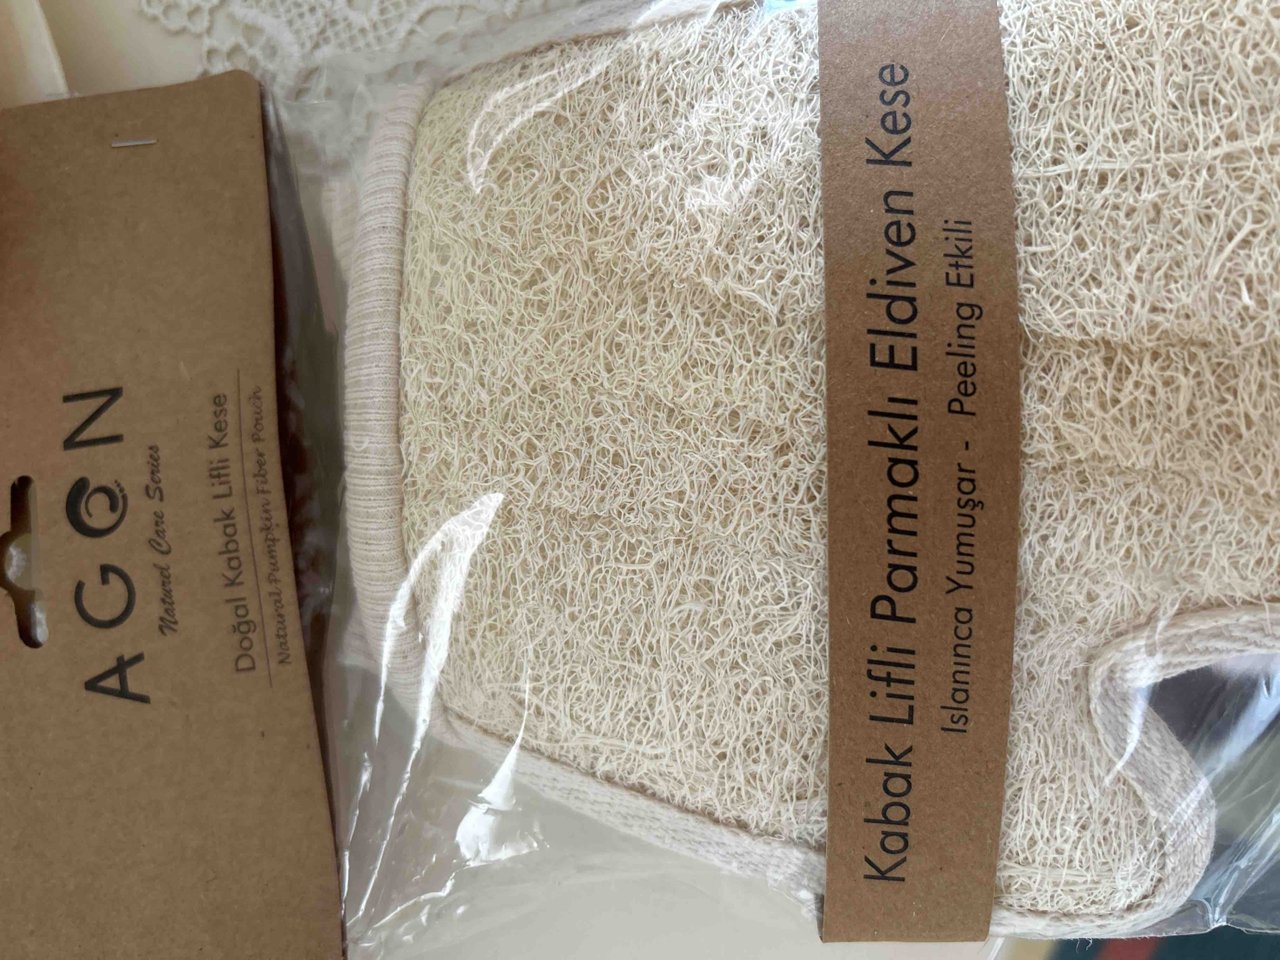 AGON
Naturel Care Series
Doğal Kabak Lifli Kese
Natural Pumpkin Fiber Pouch
Kabak Lifli Parmaklı Eldiven Kese
Islanınca Yumuşar - Peeling Etkili